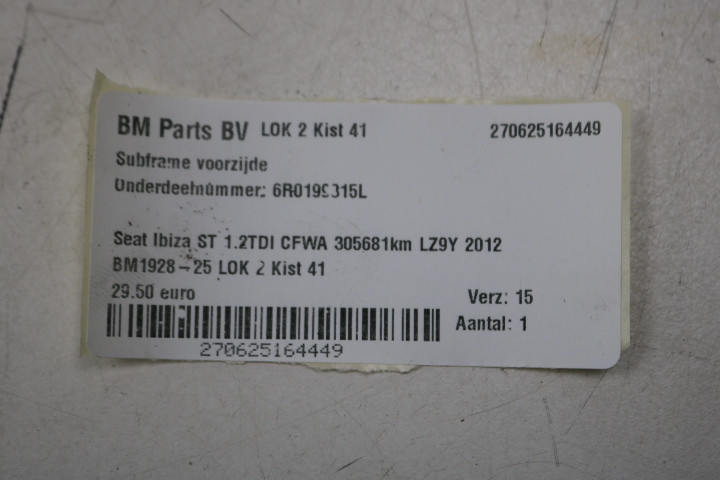 BM Parts BV LOK 2 Kist 41 270625164449
Subframe voorzijde
Onderdeelnummer: 6R0199315L
Seat Ibiza ST 1.2TDI CFWA 305681km LZ9Y 2012
BM1928-25 LOK 2 Kist 41
29.50 euro Verz: 15
Aantal: 1
270625164449